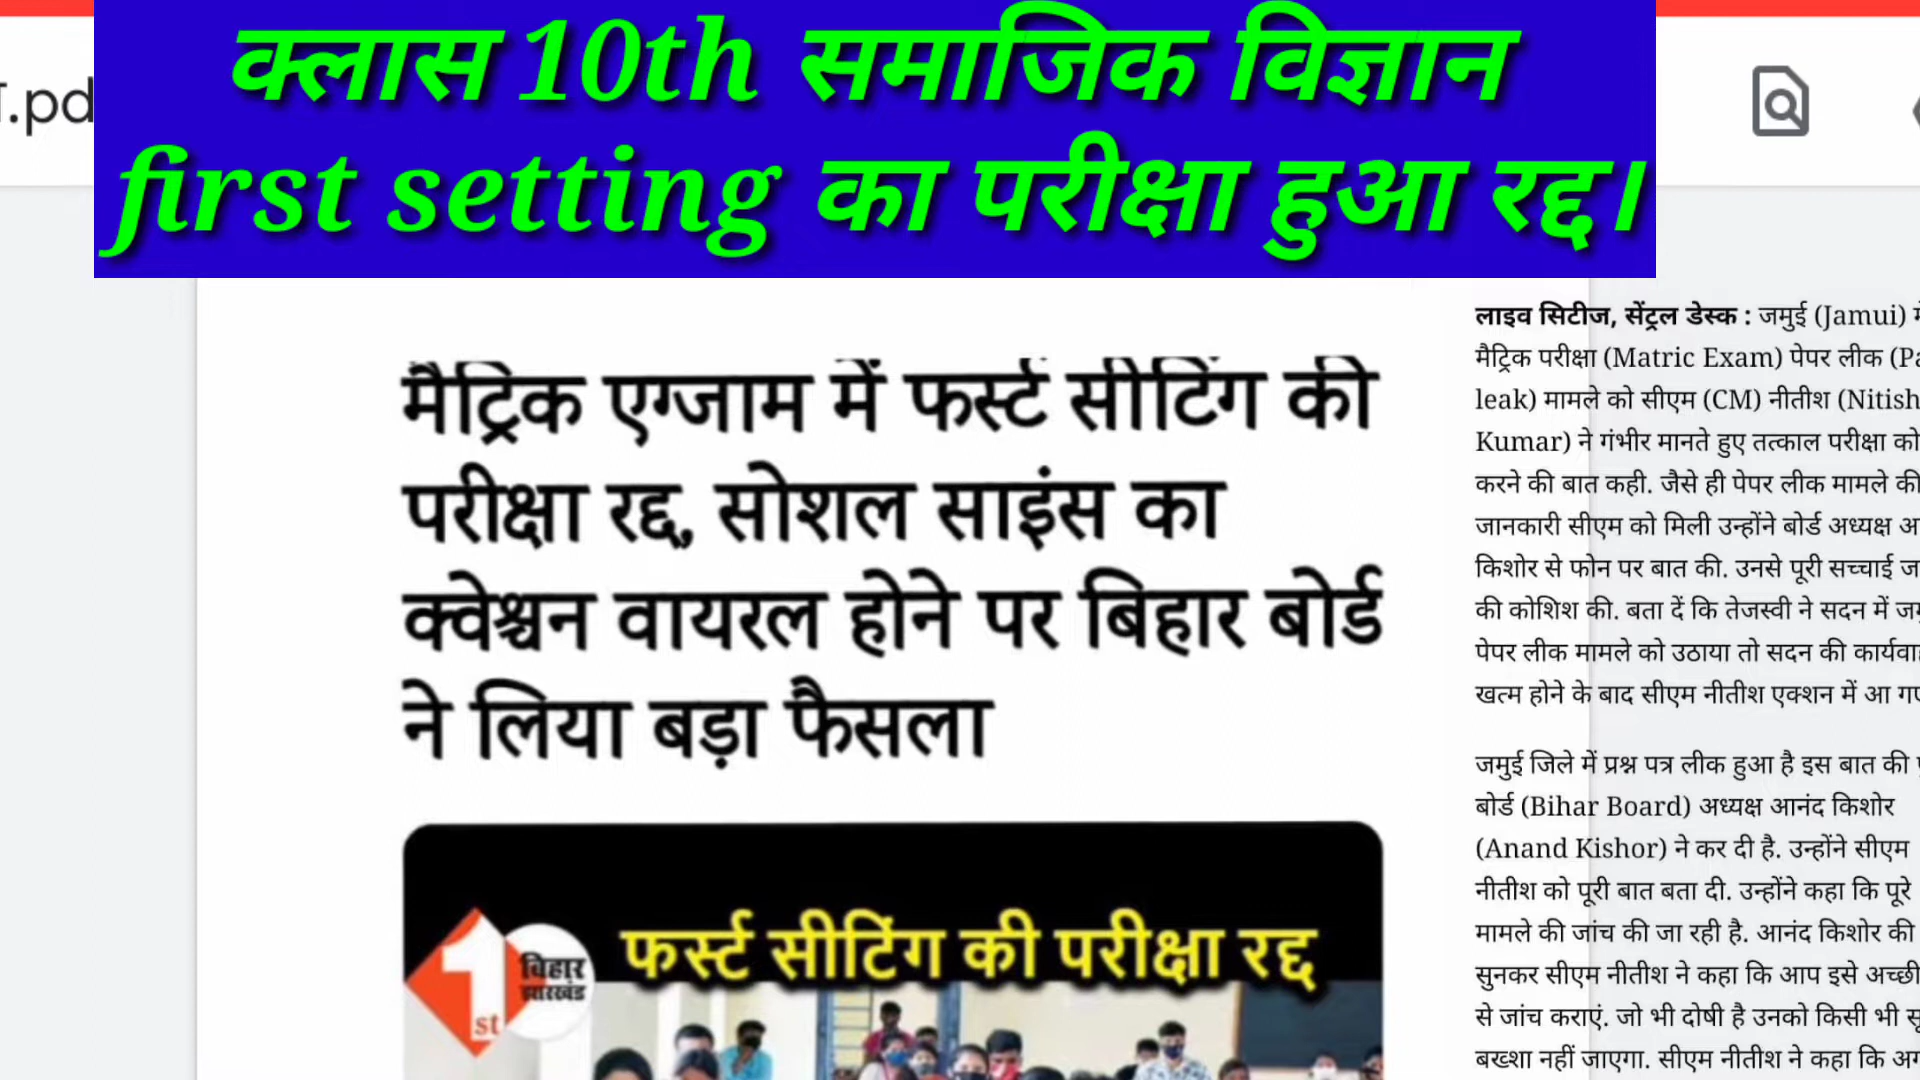 क्लास 10th समाजिक विज्ञान
first setting का परीक्षा हुआ रद्द।
मैट्रिक एग्जाम में फर्स्ट सीटिंग की
परीक्षा रद्द, सोशल साइंस का
क्वेश्चन वायरल होने पर बिहार बोर्ड
ने लिया बड़ा फैसला
1st बिहार झारखंड
फर्स्ट सीटिंग की परीक्षा रद्द
लाइव सिटीज, सेंट्रल डेस्क : जमुई (Jamui)
मैट्रिक परीक्षा (Matric Exam) पेपर लीक
leak) मामले को सीएम (CM) नीतीश (Nitish
Kumar) ने गंभीर मानते हुए तत्काल परीक्षा को
करने की बात कही. जैसे ही पेपर लीक मामले की
जानकारी सीएम को मिली उन्होंने बोर्ड अध्यक्ष
किशोर से फोन पर बात की. उनसे पूरी सच्चाई
की कोशिश की. बता दें कि तेजस्वी ने सदन में
पेपर लीक मामले को उठाया तो सदन की
खत्म होने के बाद सीएम नीतीश एक्शन में आ
जमुई जिले में प्रश्न पत्र लीक हुआ है इस बात की
बोर्ड (Bihar Board) अध्यक्ष आनंद किशोर
(Anand Kishor) ने कर दी है. उन्होंने सीएम
नीतीश को पूरी बात बता दी. उन्होंने कहा कि पूरे
मामले की जांच की जा रही है. आनंद किशोर की
सुनकर सीएम नीतीश ने कहा कि आप इसे
से जांच कराएं. जो भी दोषी है उनको किसी भी
बख्शा नहीं जाएगा. सीएम नीतीश ने कहा कि